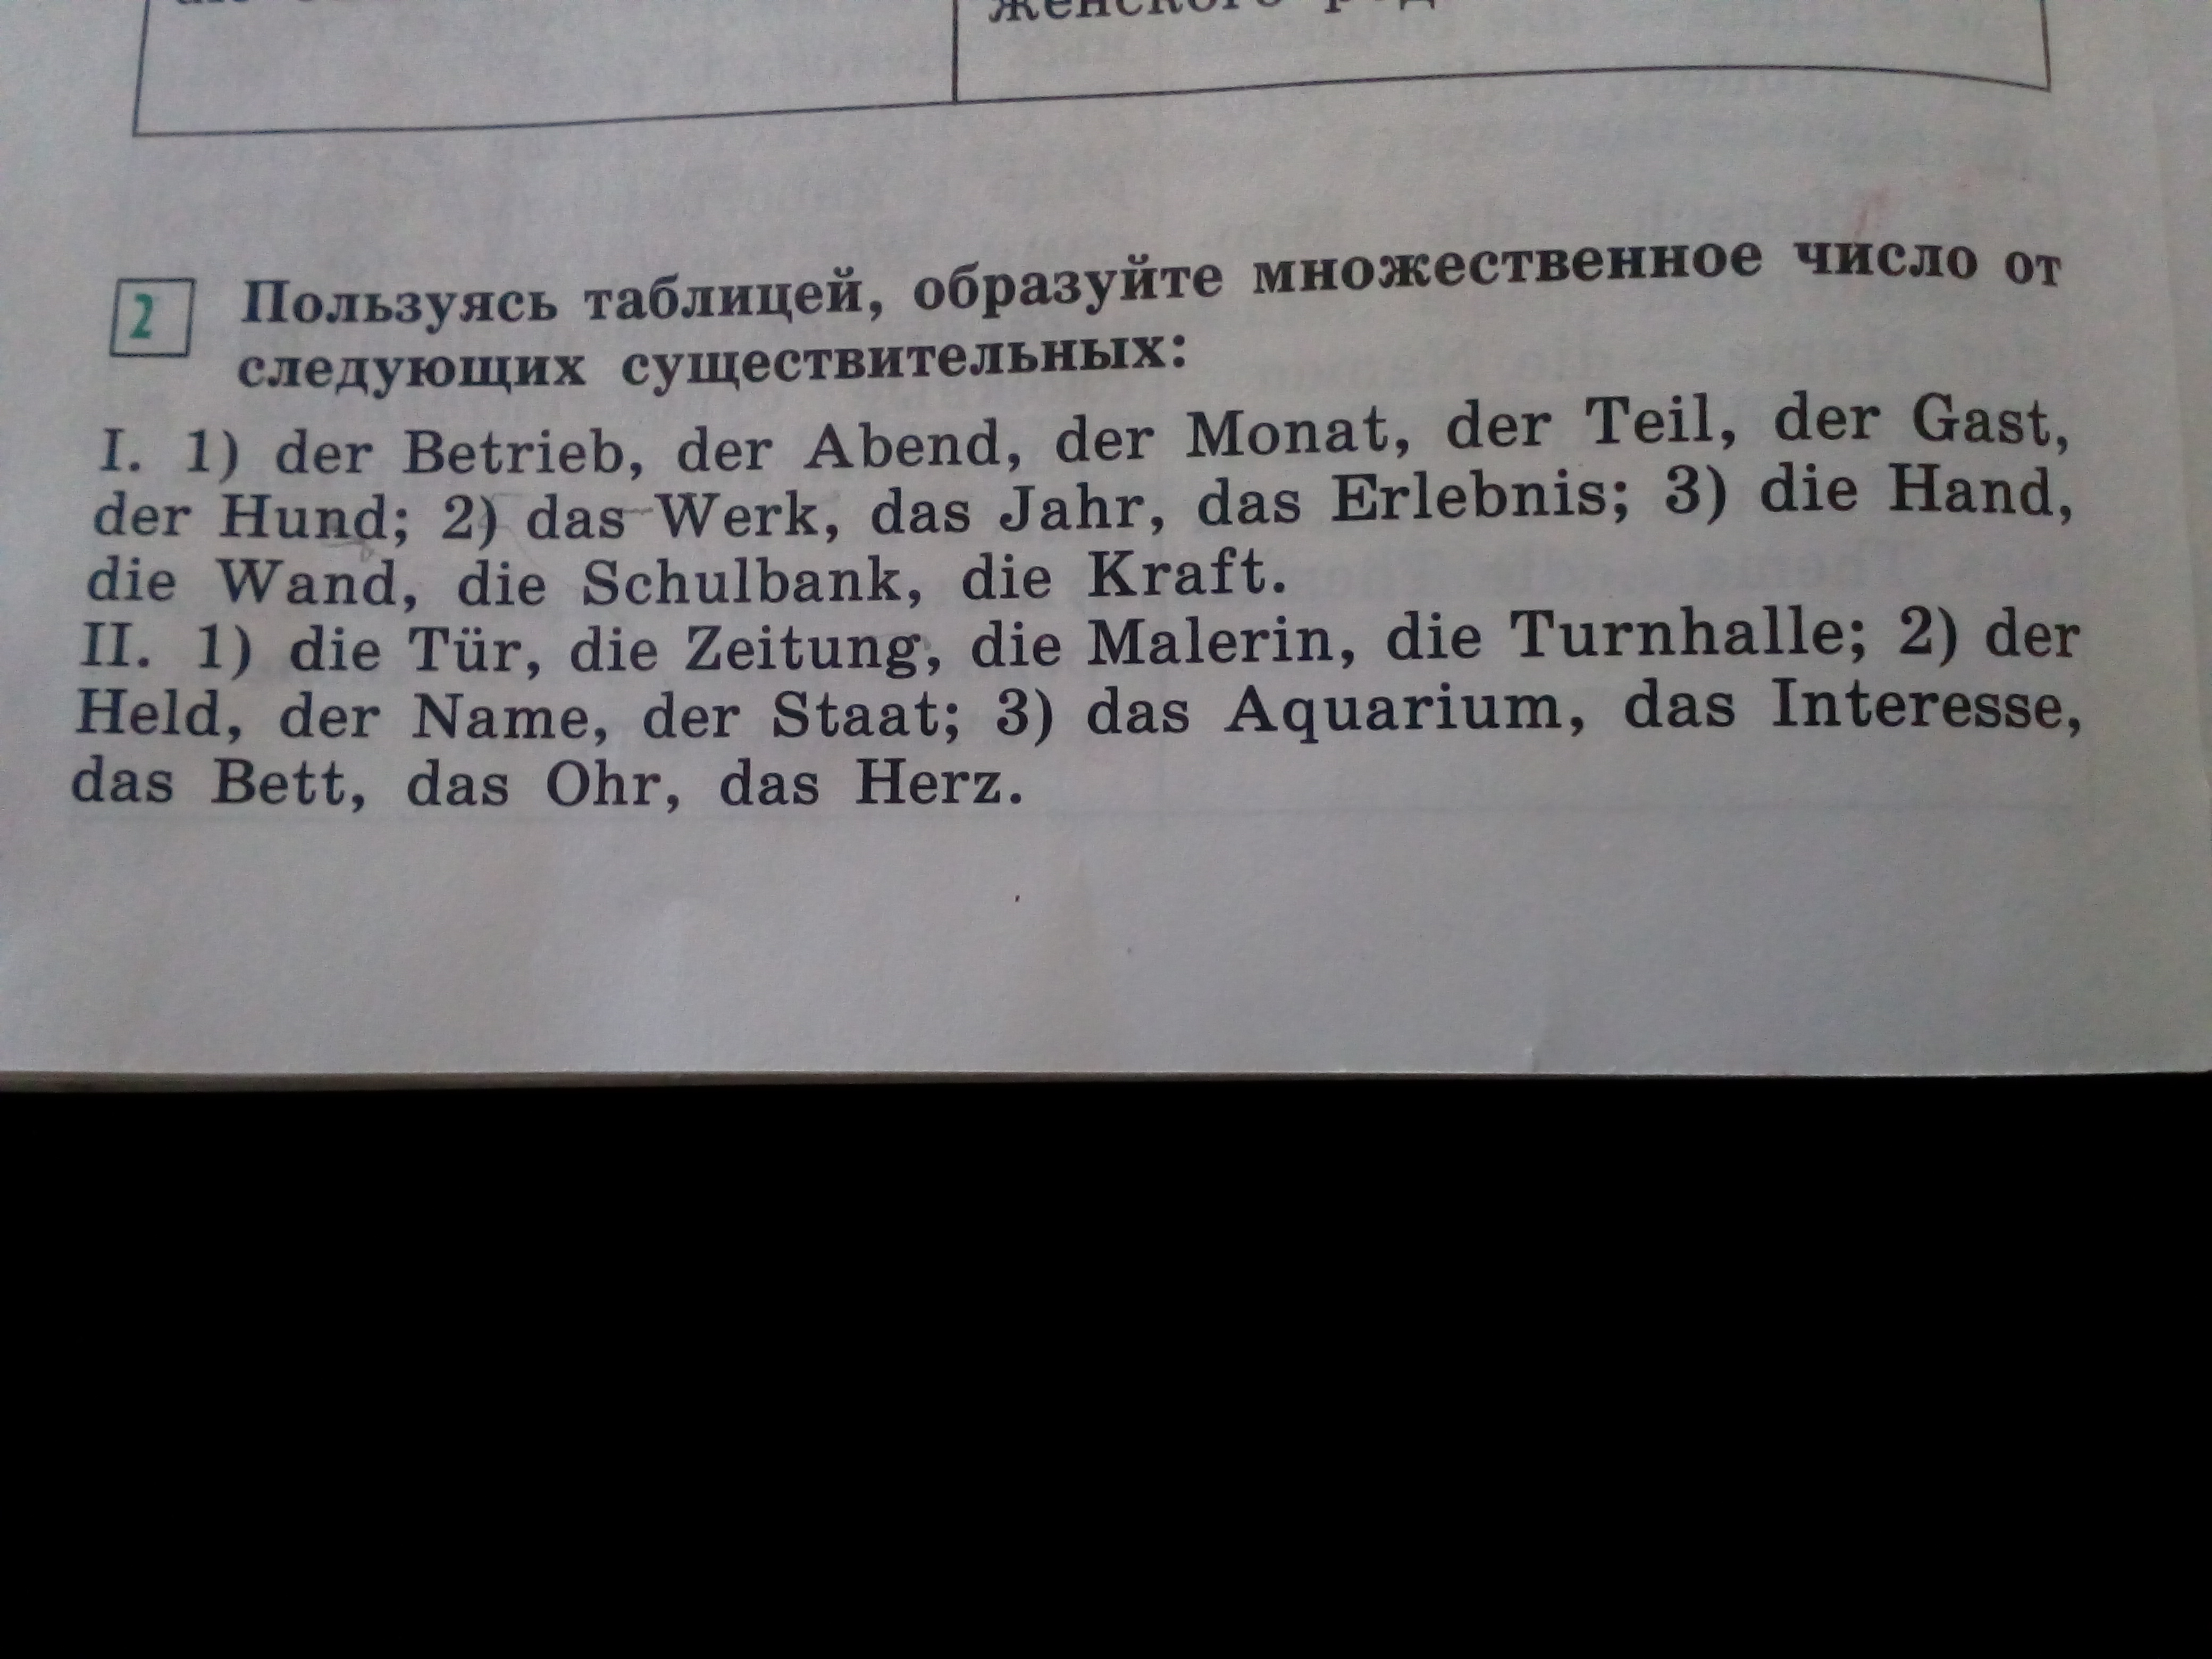 женского
2 Пользуясь таблицей, образуйте множественное число от
следующих существительных:
I. 1) der Betrieb, der Abend, der Monat, der Teil, der Gast,
der Hund; 2) das Werk, das Jahr, das Erlebnis; 3) die Hand,
die Wand, die Schulbank, die Kraft.
II. 1) die Tür, die Zeitung, die Malerin, die Turnhalle; 2) der
Held, der Name, der Staat; 3) das Aquarium, das Interesse,
das Bett, das Ohr, das Herz.